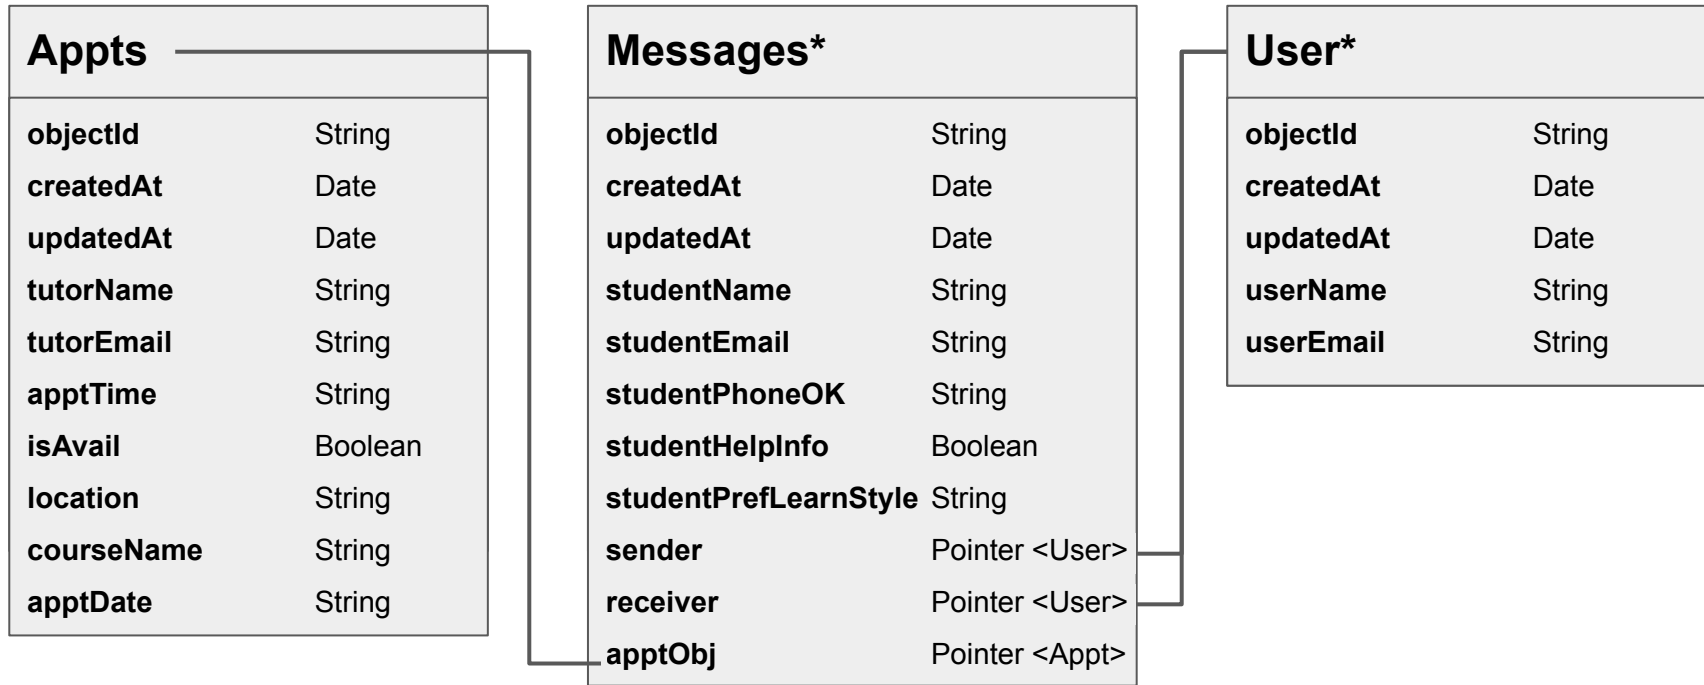 Appts
objectId String
createdAt Date
updatedAt Date
tutorName String
tutorEmail String
apptTime String
isAvail Boolean
location String
courseName String
apptDate String
Messages*
objectId String
createdAt Date
updatedAt Date
studentName String
studentEmail String
studentPhoneOK String
studentHelpInfo Boolean
studentPrefLearnStyle String
sender Pointer <User>
receiver Pointer <User>
apptObj Pointer <Appt>
User*
objectId String
createdAt Date
updatedAt Date
userName String
userEmail String